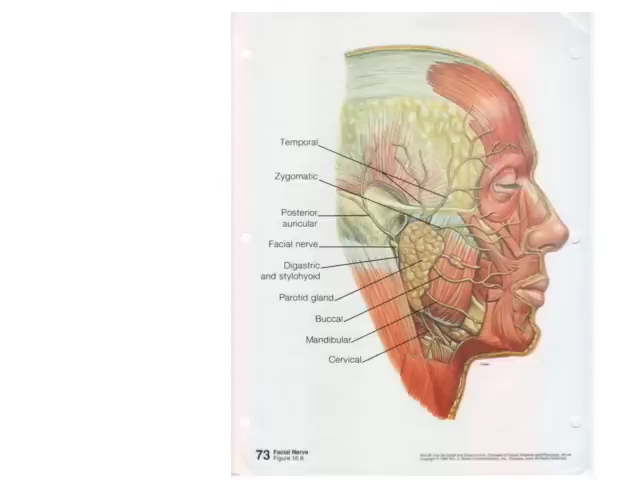 Temporal
Zygomatic
Posterior
auricular
Facial nerve
Digastric
and stylohyoid
Parotid gland
Buccal
Mandibular
Cervical
73 Facial Nerve
Figure 16.8